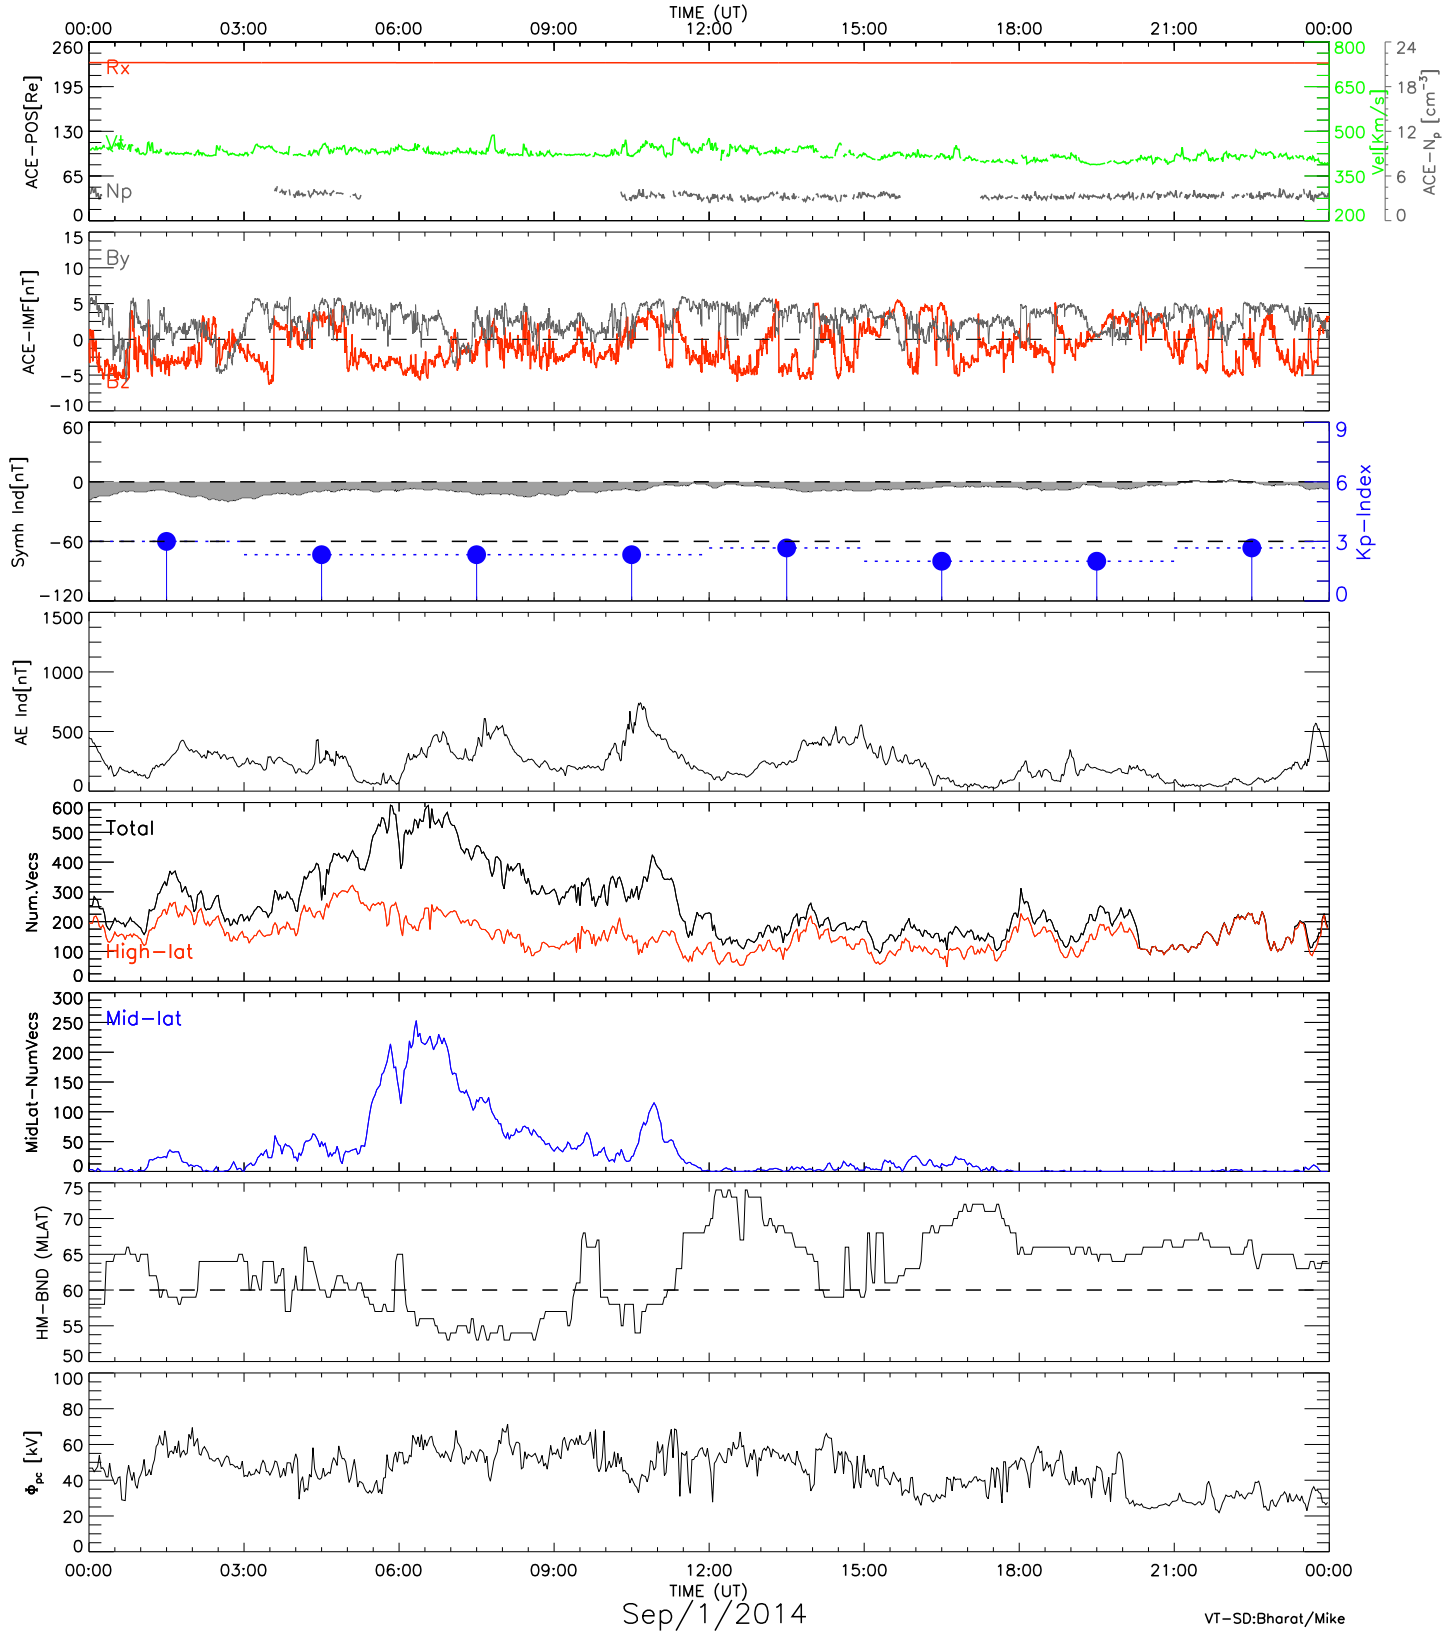 TIME (UT)
00:00 03:00 06:00 09:00 12:00 15:00 18:00 21:00 00:00
ACE-POS[Re]
260
195
130
65
0
Rx
Vt
Np
800
650
500
350
200
Vel[Km/s]
24
18
12
6
0
ACE-Np [cm-3]
ACE-IMF[nT]
15
10
5
0
-5
-10
By
Bz
Symh Ind[nT]
60
0
-60
-120
9
6
3
0
Kp-Index
AE Ind[nT]
1500
1000
500
0
Num.Vecs
600
500
400
300
200
100
0
Total
High-lat
MidLat-NumVecs
300
250
200
150
100
50
0
Mid-lat
HM-BND (MLAT)
75
70
65
60
55
50
Φpc [kV]
100
80
60
40
20
0
00:00 03:00 06:00 09:00 12:00 15:00 18:00 21:00 00:00
TIME (UT)
Sep/1/2014
VT-SD:Bharat/Mike